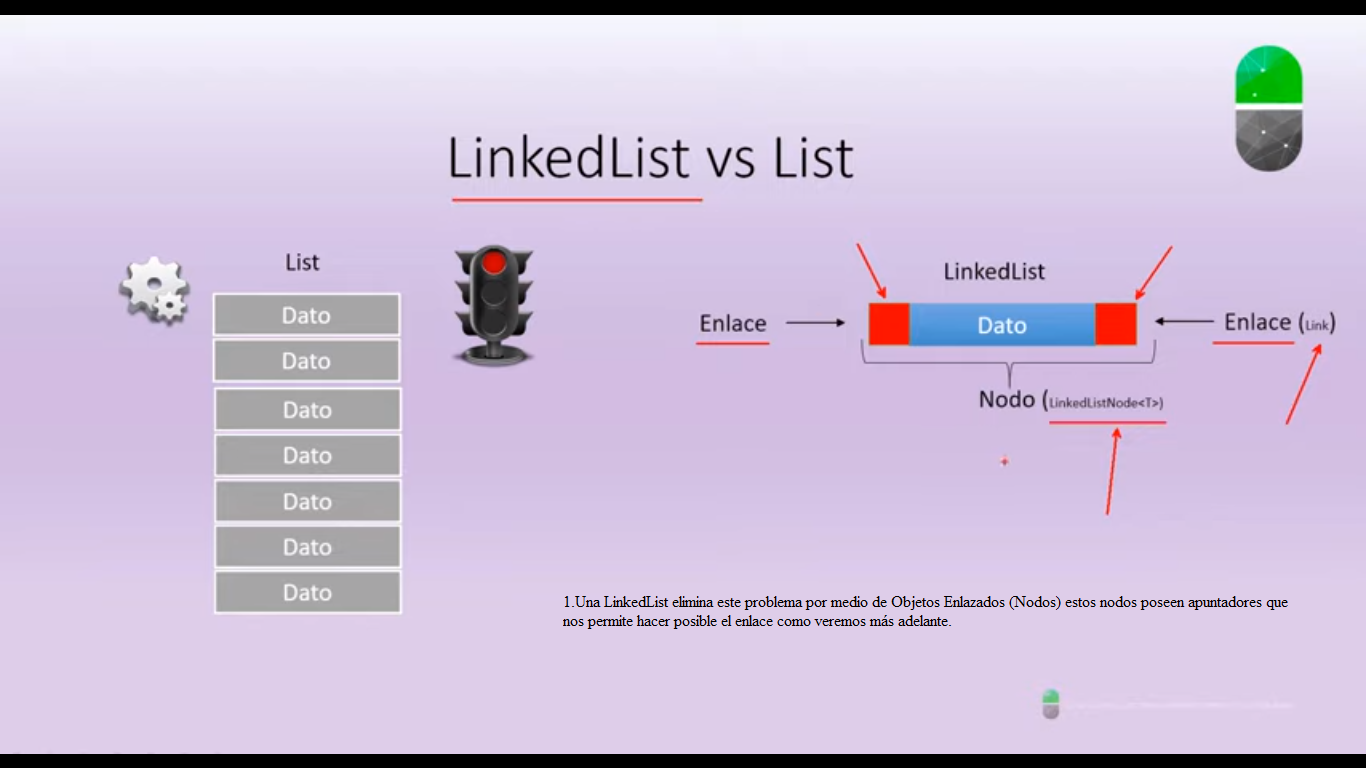 LinkedList vs List
List
Dato
Dato
Dato
Dato
Dato
Dato
Dato
LinkedList
Enlace
Dato
Enlace (Link)
Nodo (LinkedListNode<T>)
1.Una LinkedList elimina este problema por medio de Objetos Enlazados (Nodos) estos nodos poseen apuntadores que
nos permite hacer posible el enlace como veremos más adelante.